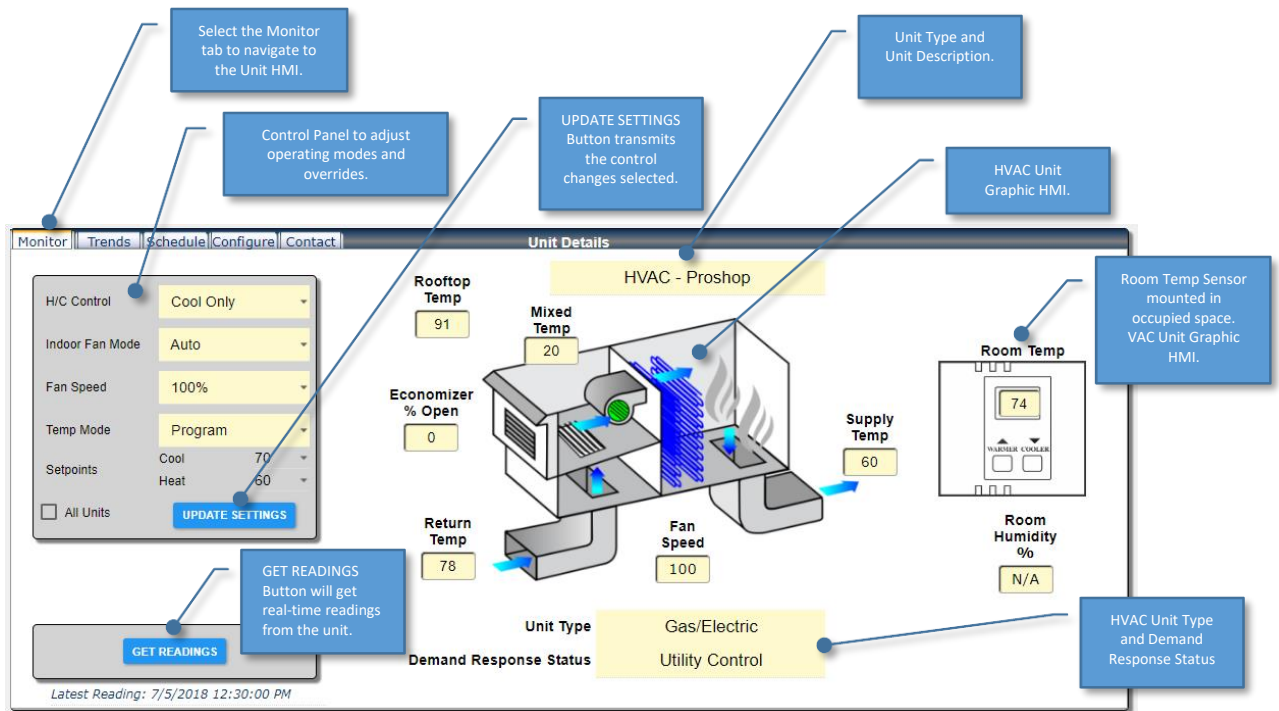 Select the Monitor
tab to navigate to
the Unit HMI.
Unit Type and
Unit Description.
Control Panel to adjust
operating modes and
overrides.
UPDATE SETTINGS
Button transmits
the control
changes selected.
HVAC Unit
Graphic HMI.
Monitor Trends Schedule Configure Contact
Unit Details
Room Temp Sensor
mounted in
occupied space.
VAC Unit Graphic
HMI.
H/C Control Cool Only
Indoor Fan Mode Auto
Fan Speed 100%
Temp Mode Program
Setpoints
Cool 70
Heat 60
All Units
UPDATE SETTINGS
HVAC - Proshop
Rooftop
Temp
91
Mixed
Temp
20
Economizer
% Open
0
Supply
Temp
60
Return
Temp
78
Fan
Speed
100
Room Temp
74
WARMER COOLER
Room
Humidity
%
N/A
GET READINGS
Button will get
real-time readings
from the unit.
GET READINGS
Latest Reading: 7/5/2018 12:30:00 PM
Unit Type Gas/Electric
Demand Response Status Utility Control
HVAC Unit Type
and Demand
Response Status